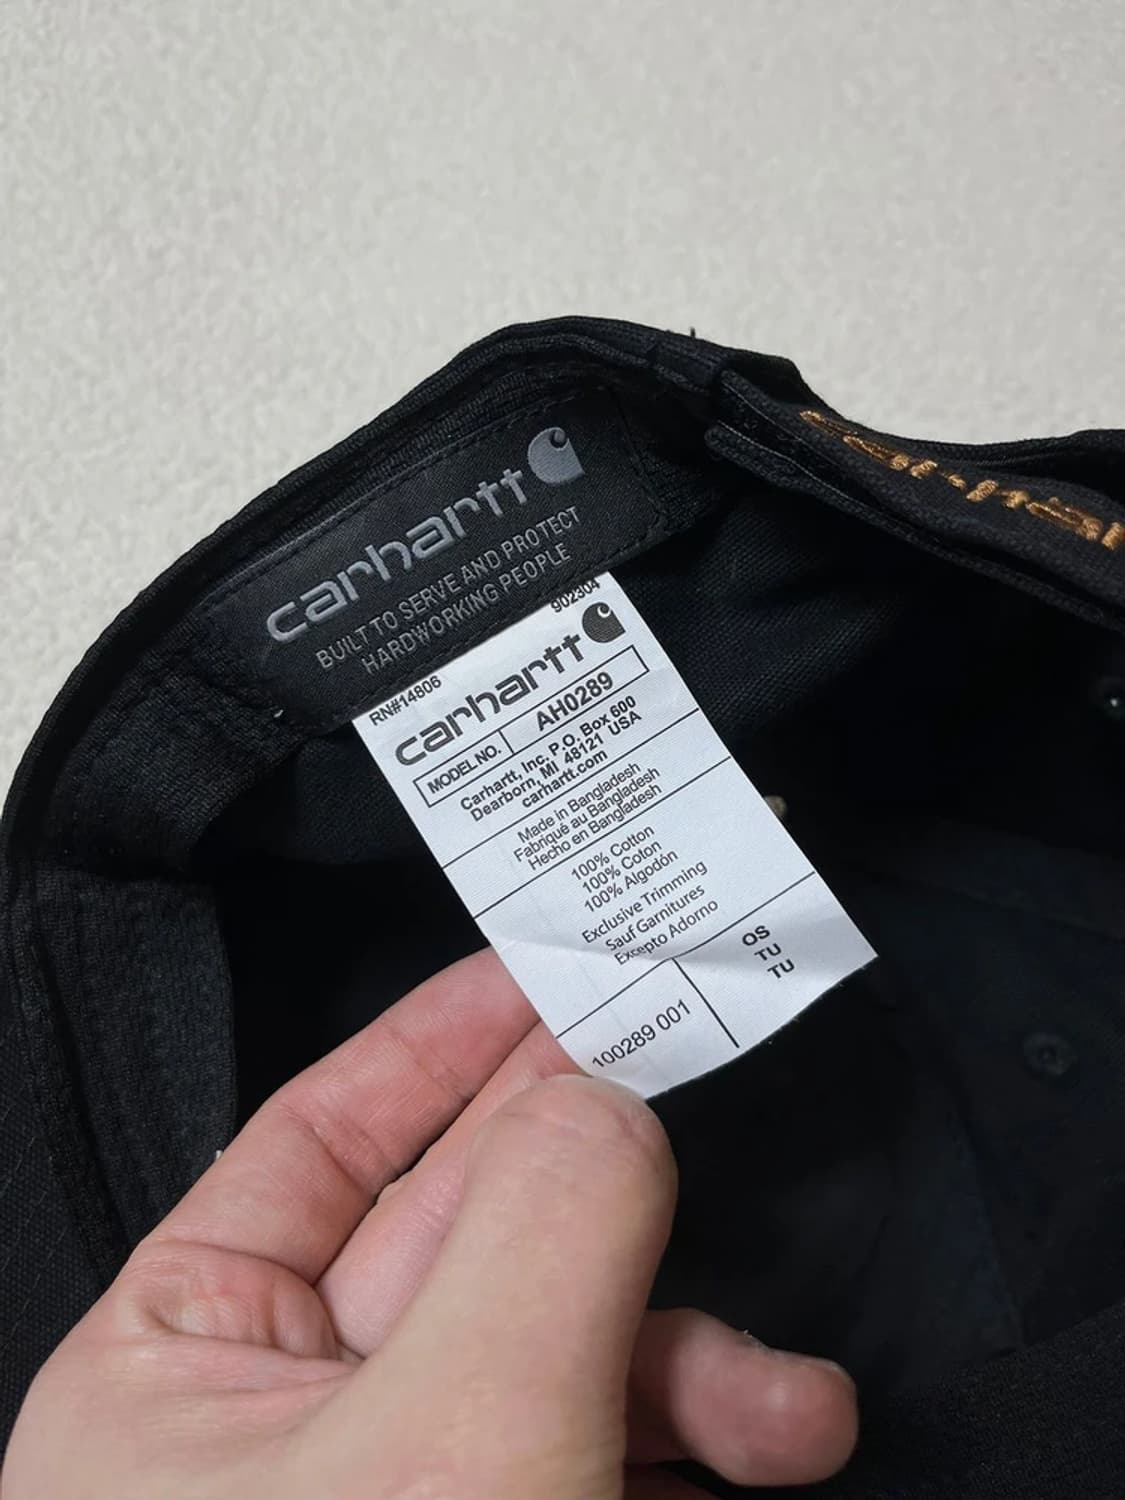 carhartt
BUILT TO SERVE AND PROTECT
HARDWORKING PEOPLE
902304
RN#14806
carhartt
MODEL NO. AH0289
Carhartt, Inc. P.O. Box 600
Dearborn, MI 48121 USA
carhartt.com
Made in Bangladesh
Fabriqué au Bangladesh
Hecho en Bangladesh
100% Cotton
100% Coton
100% Algodón
Exclusive Trimming
Sauf Garnitures
Excepto Adorno
OS
TU
TU
100289 001